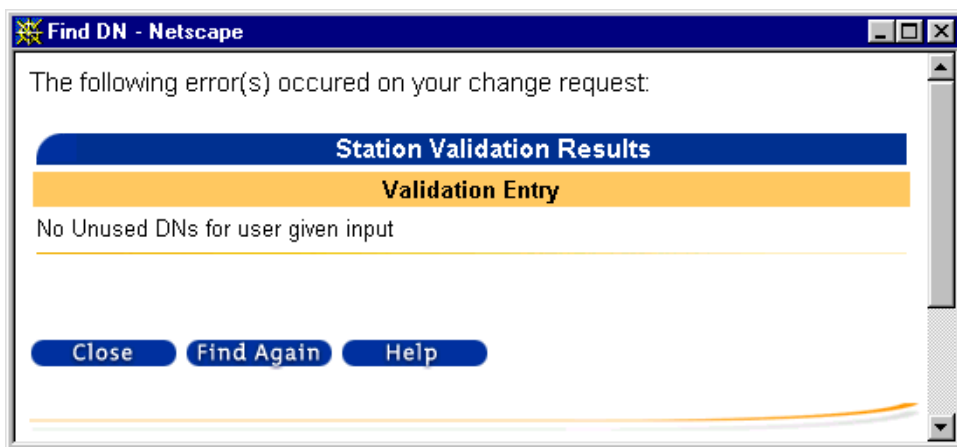 Find DN - Netscape
The following error(s) occured on your change request:
Station Validation Results
Validation Entry
No Unused DNs for user given input
Close Find Again Help